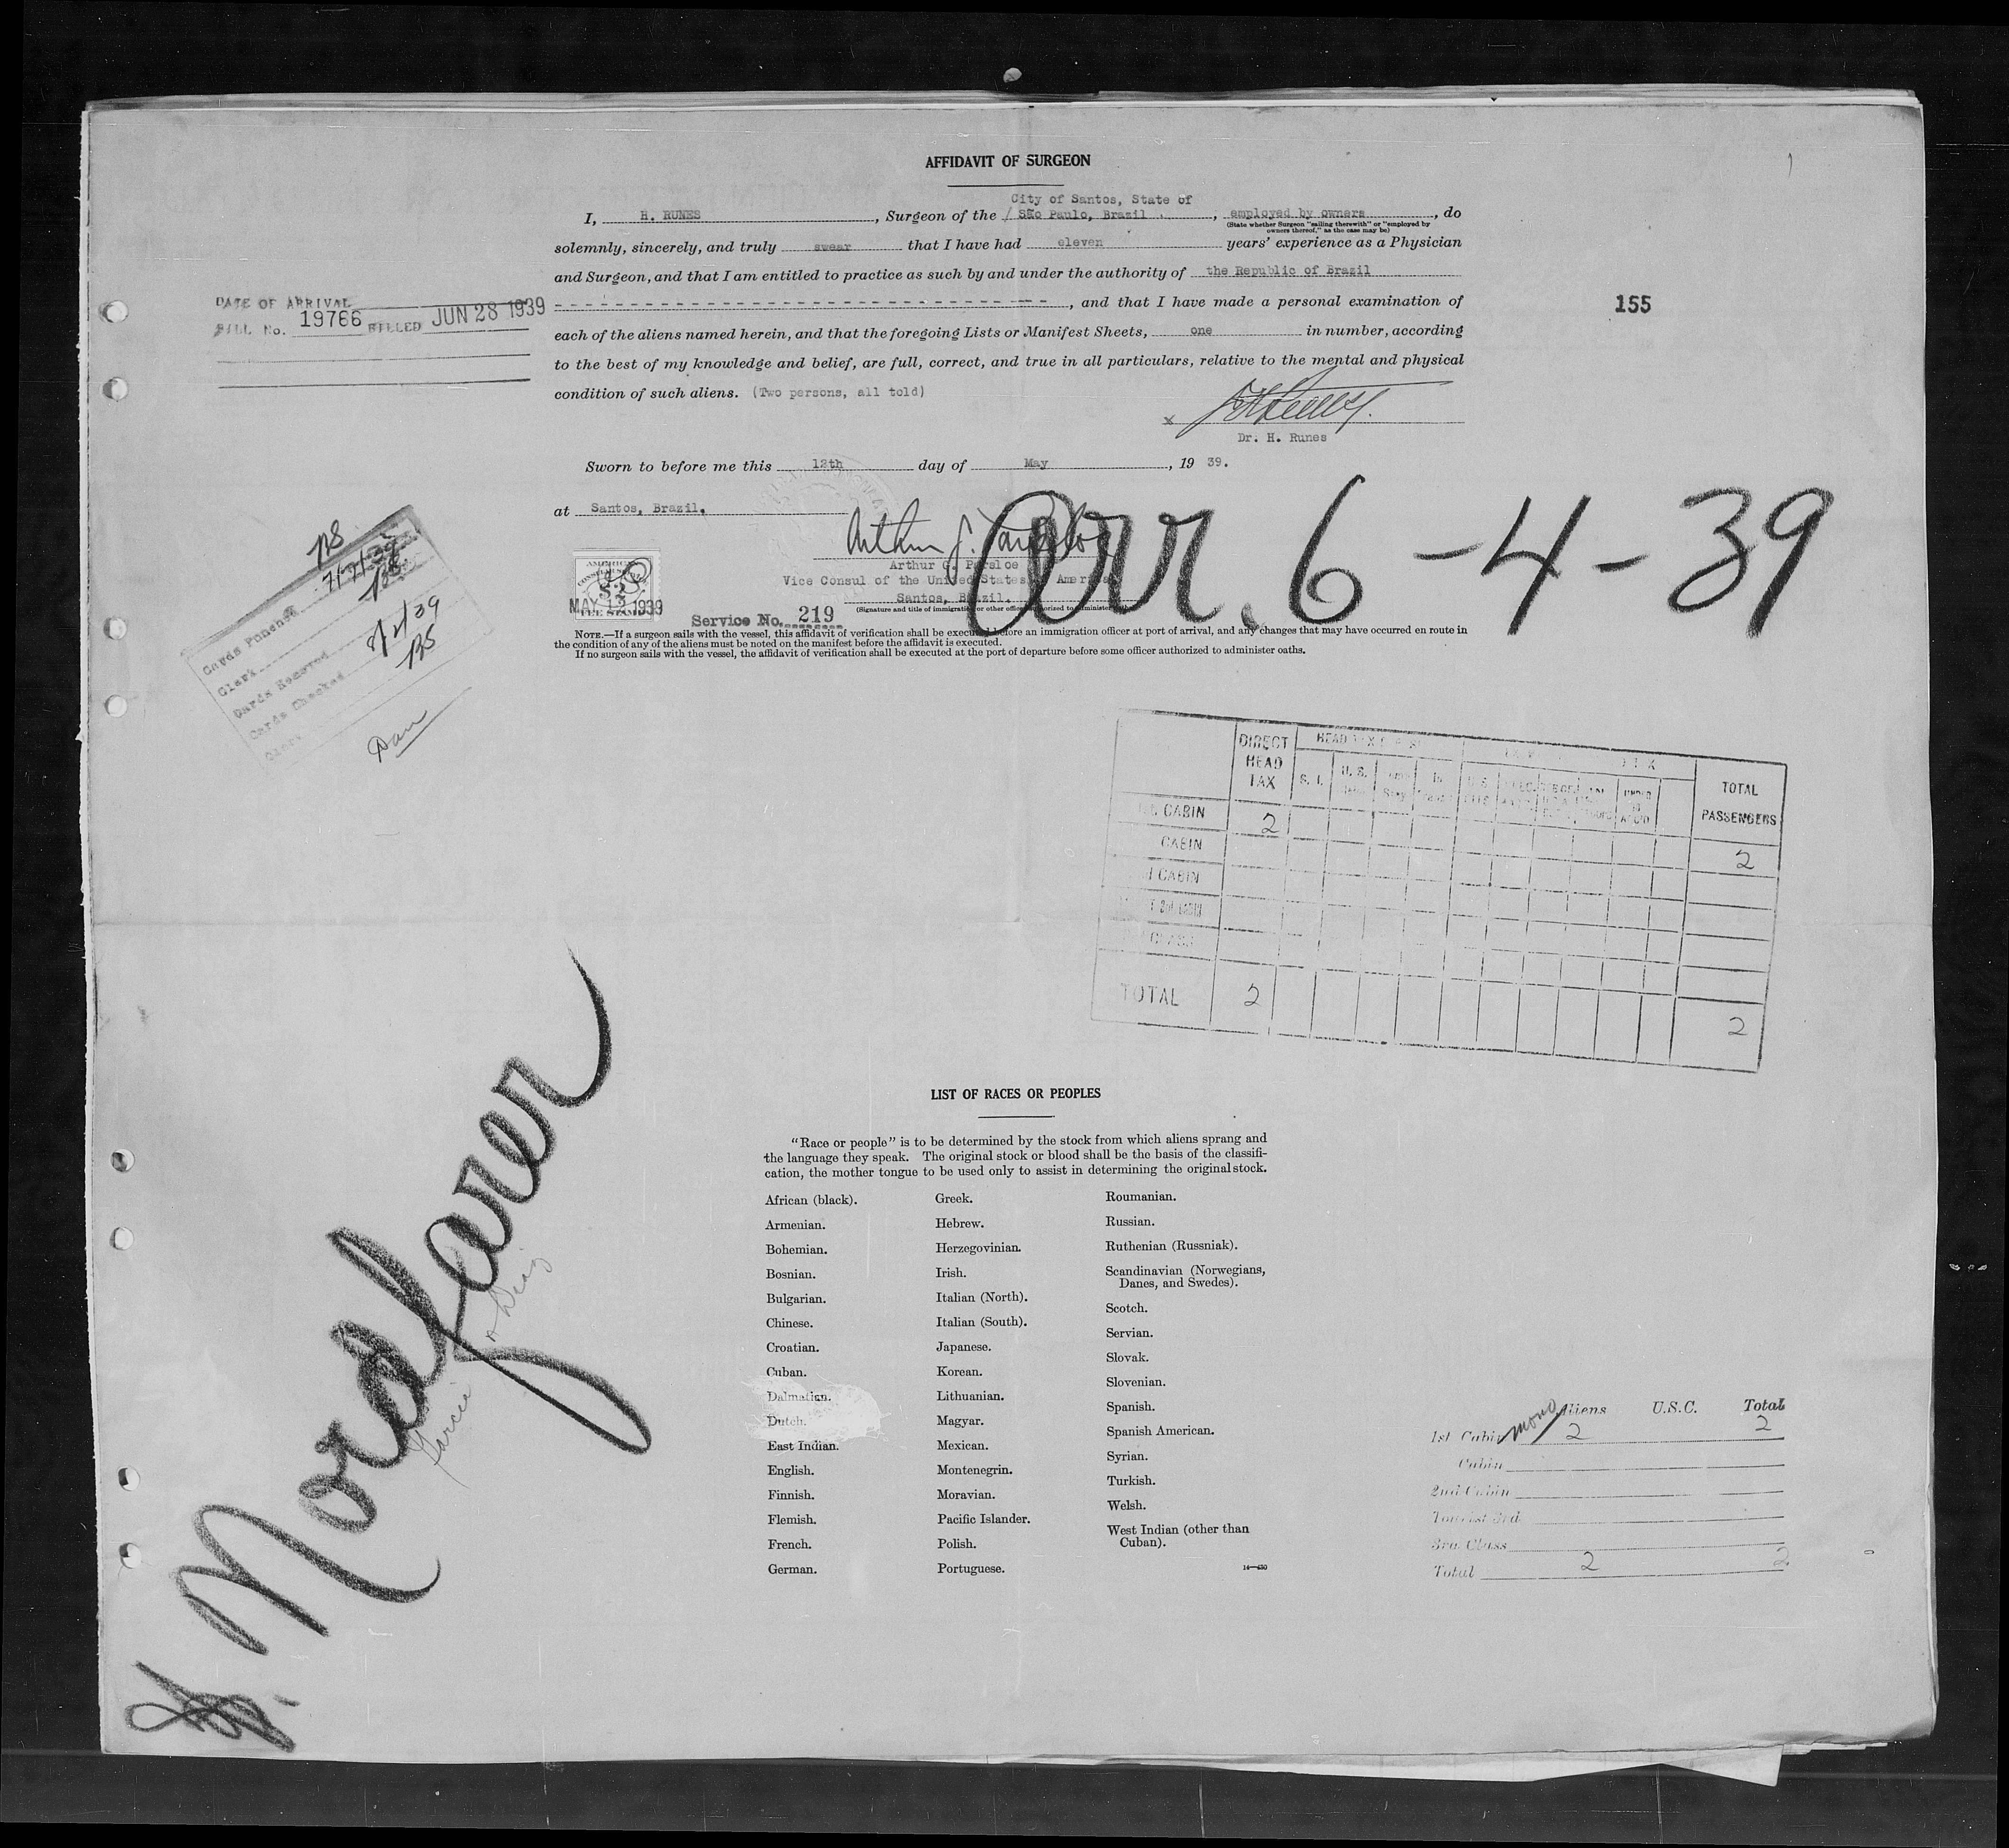 AFFIDAVIT OF SURGEON
City of Santos, State of
I, H. RUNES, Surgeon of the / São Paulo, Brazil, employed by owners, do
(State whether Surgeon "sailing therewith" or "employed by
owners thereof," as the case may be)
solemnly, sincerely, and truly swear that I have had eleven years' experience as a Physician
and Surgeon, and that I am entitled to practice as such by and under the authority of the Republic of Brazil
, and that I have made a personal examination of
each of the aliens named herein, and that the foregoing Lists or Manifest Sheets, one in number, according
to the best of my knowledge and belief, are full, correct, and true in all particulars, relative to the mental and physical
condition of such aliens. (Two persons, all told)
DATE OF ARRIVAL
BILL No. 19766 BILLED JUN 28 1939
155
x
Dr. H. Runes
Sworn to before me this 12th day of May, 1939.
at Santos, Brazil.
Arr. 6-4-39
Arthur G. Parsloe
Vice Consul of the United States of America
Santos, Brazil.
(Signature and title of immigration or other officer authorized to administer oaths)
MAY 12 1939
FEE STAMP
Service No. 219
NOTE.—If a surgeon sails with the vessel, this affidavit of verification shall be executed before an immigration officer at port of arrival, and any changes that may have occurred en route in
the condition of any of the aliens must be noted on the manifest before the affidavit is executed.
If no surgeon sails with the vessel, the affidavit of verification shall be executed at the port of departure before some officer authorized to administer oaths.
Cards Punched
Clerk
Cards Removed
Cards Checked
Clerk
DIRECT
HEAD
TAX
HEAD TAX
S. I.
U. S.
TOTAL
PASSENGERS
1st CABIN 2
CABIN 2
CABIN
CLASS
TOTAL 2 2
S. Nordfarer
LIST OF RACES OR PEOPLES
"Race or people" is to be determined by the stock from which aliens sprang and
the language they speak. The original stock or blood shall be the basis of the classifi-
cation, the mother tongue to be used only to assist in determining the original stock.
African (black).
Armenian.
Bohemian.
Bosnian.
Bulgarian.
Chinese.
Croatian.
Cuban.
Dalmatian.
Dutch.
East Indian.
English.
Finnish.
Flemish.
French.
German.
Greek.
Hebrew.
Herzegovinian.
Irish.
Italian (North).
Italian (South).
Japanese.
Korean.
Lithuanian.
Magyar.
Mexican.
Montenegrin.
Moravian.
Pacific Islander.
Polish.
Portuguese.
Roumanian.
Russian.
Ruthenian (Russniak).
Scandinavian (Norwegians,
Danes, and Swedes).
Scotch.
Servian.
Slovak.
Slovenian.
Spanish.
Spanish American.
Syrian.
Turkish.
Welsh.
West Indian (other than
Cuban).
14—430
Aliens U.S.C. Total
1st Cabin 2 2
Cabin
2nd Cabin
Tourist 3rd
3rd Class
Total 2 2